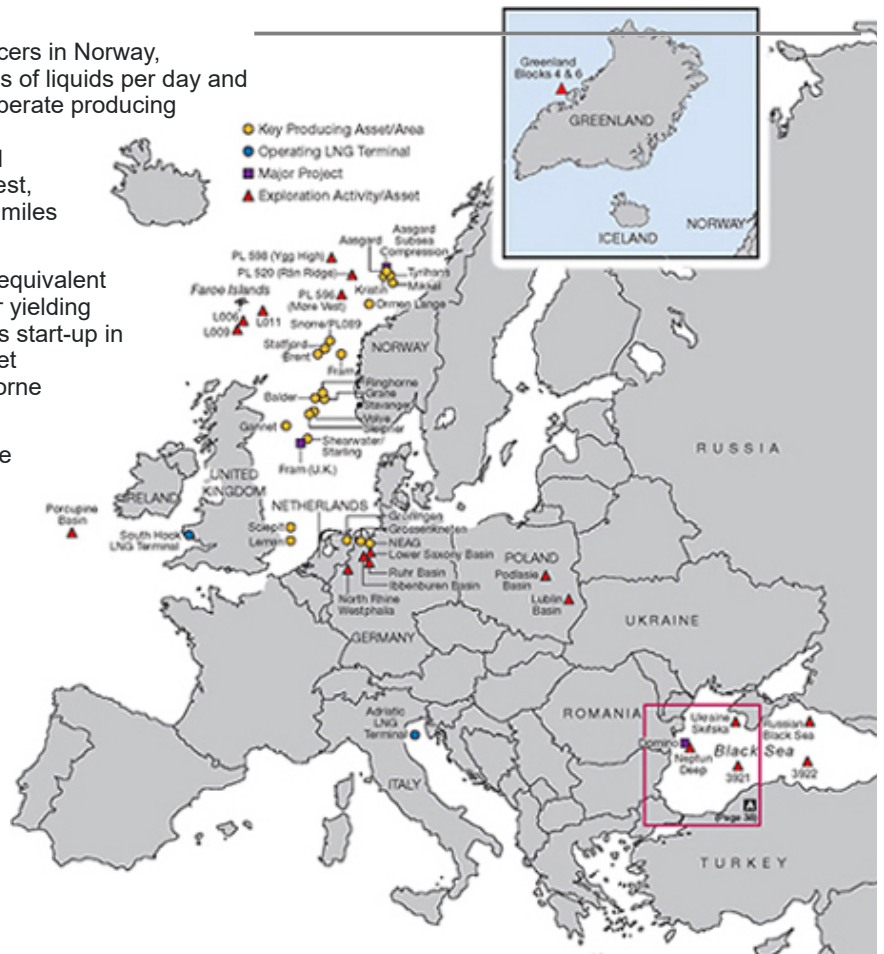 cers in Norway,
s of liquids per day and
perate producing
est,
miles
equivalent
r yielding
s start-up in
et
orne
e
Key Producing Asset/Area
Operating LNG Terminal
Major Project
Exploration Activity/Asset
Greenland
Blocks 4 & 6
GREENLAND
ICELAND
NORWAY
Aasgard
Aasgard
Subsea
Compression
Tyrihans
Mikkel
Kristin
Ormen Lange
PL 598 (Ygg High)
PL 520 (Rån Ridge)
PL 596
(Møre Vest)
Faroe Islands
L006
L011
L009
Snorre/PL089
Statfjord
Brent
Fram
NORWAY
Ringhorne
Grane
Stavanger
Volve
Sleipner
Balder
Gannet
Shearwater/
Starling
Fram (U.K.)
RUSSIA
IRELAND
UNITED
KINGDOM
Porcupine
Basin
South Hook
LNG Terminal
NETHERLANDS
Groningen
Grossenkneten
NEAG
Lower Saxony Basin
Ruhr Basin
Ibbenburen Basin
North Rhine
Westphalia
Leman
POLAND
Podlasie
Basin
Lublin
Basin
GERMANY
UKRAINE
Adriatic
LNG
Terminal
ITALY
ROMANIA
Ukraine
Skifska
Russian
Black Sea
Domino
Black Sea
Neptun
Deep
3921
3922
A
(Page 38)
TURKEY